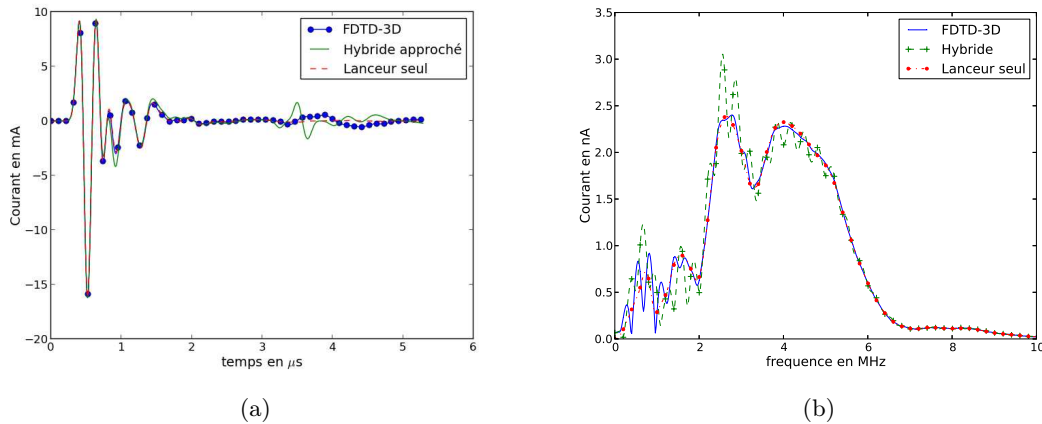 10
5
0
−5
−10
−15
−20
0
1
2
3
4
5
6
Courant en mA
temps en μs
FDTD-3D
Hybride approché
Lanceur seul
(a)
3.5
3.0
2.5
2.0
1.5
1.0
0.5
0.0
0
2
4
6
8
10
Courant en nA
frequence en MHz
FDTD-3D
Hybride
Lanceur seul
(b)